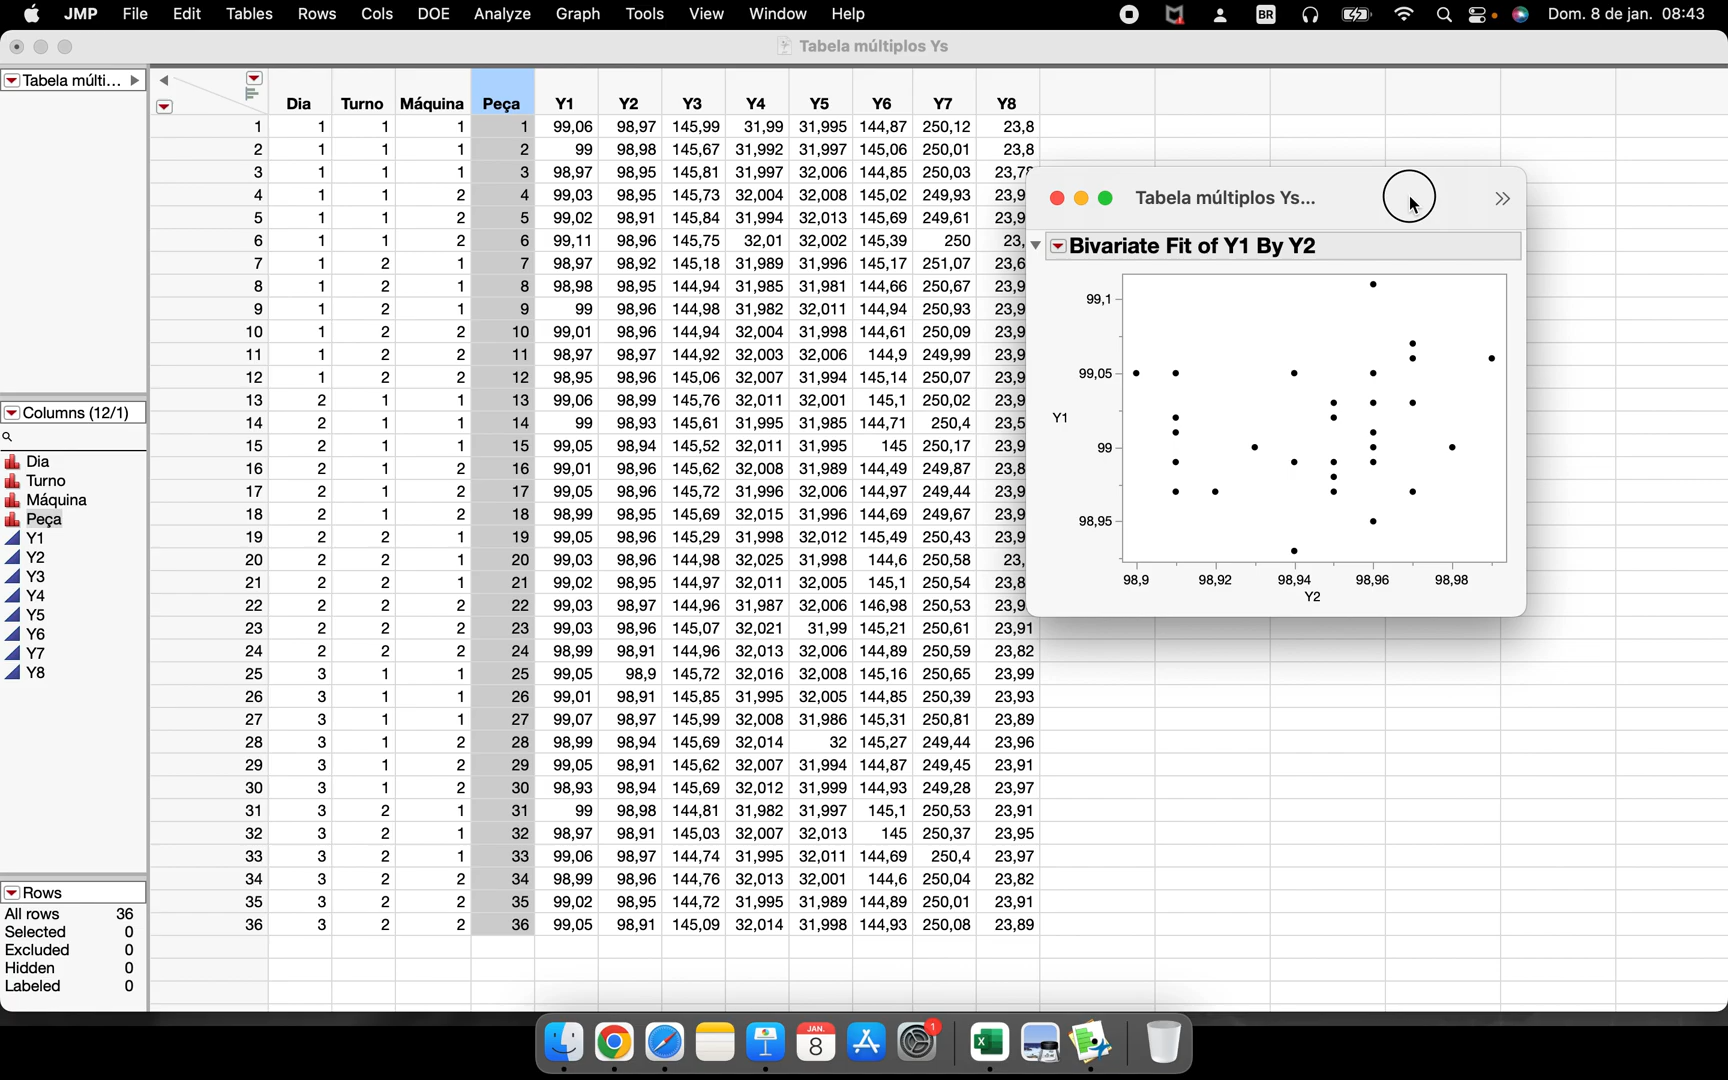 JMP File Edit Tables Rows Cols DOE Analyze Graph Tools View Window Help BR Dom. 8 de jan. 08:43
Tabela múltiplos Ys
Tabela múlti...
Dia Turno Máquina Peça Y1 Y2 Y3 Y4 Y5 Y6 Y7 Y8
1 1 1 1 1 99,06 98,97 145,99 31,99 31,995 144,87 250,12 23,8
2 1 1 1 2 99 98,98 145,67 31,992 31,997 145,06 250,01 23,8
3 1 1 1 3 98,97 98,95 145,81 31,997 32,006 144,85 250,03
4 1 1 2 4 99,03 98,95 145,73 32,004 32,008 145,02 249,93 23,9
5 1 1 2 5 99,02 98,91 145,84 31,994 32,013 145,69 249,61 23,9
6 1 1 2 6 99,11 98,96 145,75 32,01 32,002 145,39 250 23,
7 1 2 1 7 98,97 98,92 145,18 31,989 31,996 145,17 251,07 23,6
8 1 2 1 8 98,98 98,95 144,94 31,985 31,981 144,66 250,67 23,9
9 1 2 1 9 99 98,96 144,98 31,982 32,011 144,94 250,93 23,9
10 1 2 2 10 99,01 98,96 144,94 32,004 31,998 144,61 250,09 23,9
11 1 2 2 11 98,97 98,97 144,92 32,003 32,006 144,9 249,99 23,9
12 1 2 2 12 98,95 98,96 145,06 32,007 31,994 145,14 250,07 23,9
13 2 1 1 13 99,06 98,99 145,76 32,011 32,001 145,1 250,02 23,9
14 2 1 1 14 99 98,93 145,61 31,995 31,985 144,71 250,4 23,5
15 2 1 1 15 99,05 98,94 145,52 32,011 31,995 145 250,17 23,9
16 2 1 2 16 99,01 98,96 145,62 32,008 31,989 144,49 249,87 23,8
17 2 1 2 17 99,05 98,96 145,72 31,996 32,006 144,97 249,44 23,9
18 2 1 2 18 98,99 98,95 145,69 32,015 31,996 144,69 249,67 23,9
19 2 2 1 19 99,05 98,96 145,29 31,998 32,012 145,49 250,43 23,9
20 2 2 1 20 99,03 98,96 144,98 32,025 31,998 144,6 250,58 23,
21 2 2 1 21 99,02 98,95 144,97 32,011 32,005 145,1 250,54 23,8
22 2 2 2 22 99,03 98,97 144,96 31,987 32,006 146,98 250,53 23,9
23 2 2 2 23 99,03 98,96 145,07 32,021 31,99 145,21 250,61 23,91
24 2 2 2 24 98,99 98,91 144,96 32,013 32,006 144,89 250,59 23,82
25 3 1 1 25 99,05 98,9 145,72 32,016 32,008 145,16 250,65 23,99
26 3 1 1 26 99,01 98,91 145,85 31,995 32,005 144,85 250,39 23,93
27 3 1 1 27 99,07 98,97 145,99 32,008 31,986 145,31 250,81 23,89
28 3 1 2 28 98,99 98,94 145,69 32,014 32 145,27 249,44 23,96
29 3 1 2 29 99,05 98,91 145,62 32,007 31,994 144,87 249,45 23,91
30 3 1 2 30 98,93 98,94 145,69 32,012 31,999 144,93 249,28 23,97
31 3 2 1 31 99 98,98 144,81 31,982 31,997 145,1 250,53 23,91
32 3 2 1 32 98,97 98,91 145,03 32,007 32,013 145 250,37 23,95
33 3 2 1 33 99,06 98,97 144,74 31,995 32,011 144,69 250,4 23,97
34 3 2 2 34 98,99 98,96 144,76 32,013 32,001 144,6 250,04 23,82
35 3 2 2 35 99,02 98,95 144,72 31,995 31,989 144,89 250,01 23,91
36 3 2 2 36 99,05 98,91 145,09 32,014 31,998 144,93 250,08 23,89
Columns (12/1)
Dia
Turno
Máquina
Peça
Y1
Y2
Y3
Y4
Y5
Y6
Y7
Y8
Rows
All rows 36
Selected 0
Excluded 0
Hidden 0
Labeled 0
Tabela múltiplos Ys...
Bivariate Fit of Y1 By Y2
99,1
99,05
Y1
99
98,95
98,9 98,92 98,94 98,96 98,98
Y2
JAN.
8
1